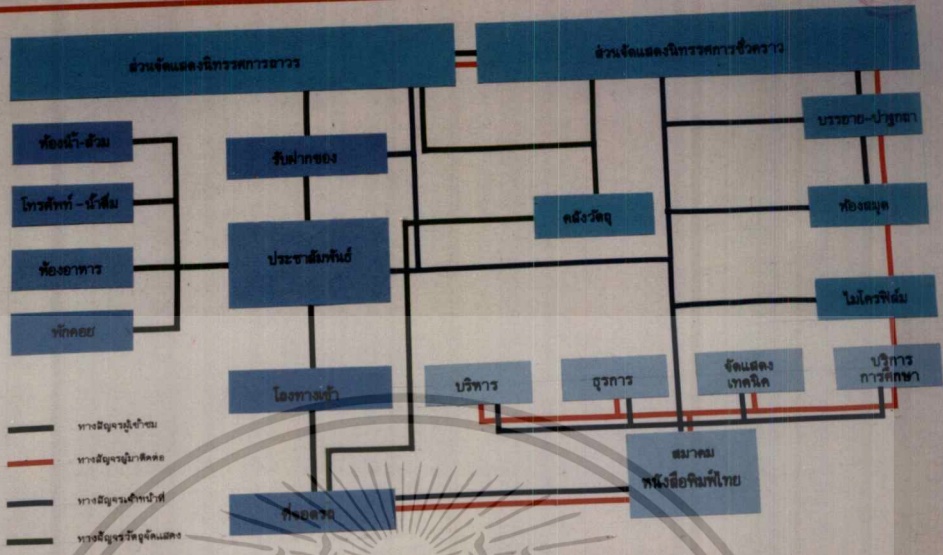 ส่วนจัดแสดงนิทรรศการถาวร
ส่วนจัดแสดงนิทรรศการชั่วคราว
ห้องน้ำ-ส้วม
รับฝากของ
บรรยาย-ปาฐกถา
โทรศัพท์-น้ำดื่ม
คลังวัตถุ
ห้องสมุด
ห้องอาหาร
ประชาสัมพันธ์
ไมโครฟิล์ม
พักคอย
โถงทางเข้า
บริหาร
ธุรการ
จัดแสดง
เทคนิค
บริการ
การศึกษา
ทางสัญจรผู้เข้าชม
ทางสัญจรผู้มาติดต่อ
ทางสัญจรเจ้าหน้าที่
ทางสัญจรวัตถุจัดแสดง
ที่จอดรถ
สมาคม
หนังสือพิมพ์ไทย